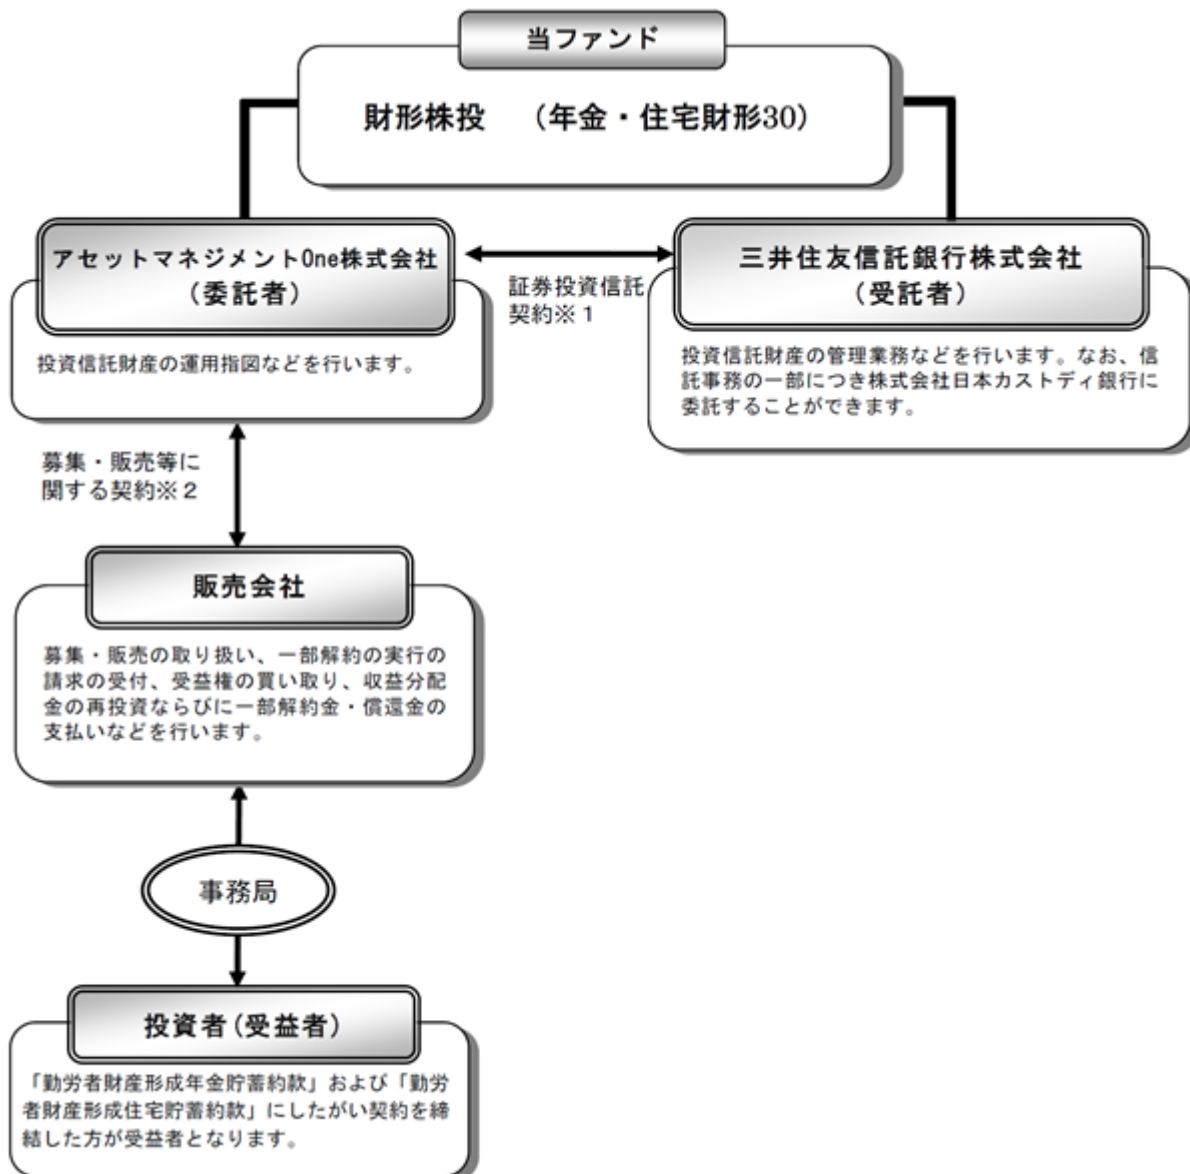 当ファンド
財形株投　（年金・住宅財形30）
アセットマネジメントOne株式会社
（委託者）
投資信託財産の運用指図などを行います。
証券投資信託
契約※１
三井住友信託銀行株式会社
（受託者）
投資信託財産の管理業務などを行います。なお、信
託事務の一部につき株式会社日本カストディ銀行に
委託することができます。
募集・販売等に
関する契約※２
販売会社
募集・販売の取り扱い、一部解約の実行の
請求の受付、受益権の買い取り、収益分配
金の再投資ならびに一部解約金・償還金の
支払いなどを行います。
事務局
投資者(受益者)
「勤労者財産形成年金貯蓄約款」および「勤労
者財産形成住宅貯蓄約款」にしたがい契約を締
結した方が受益者となります。